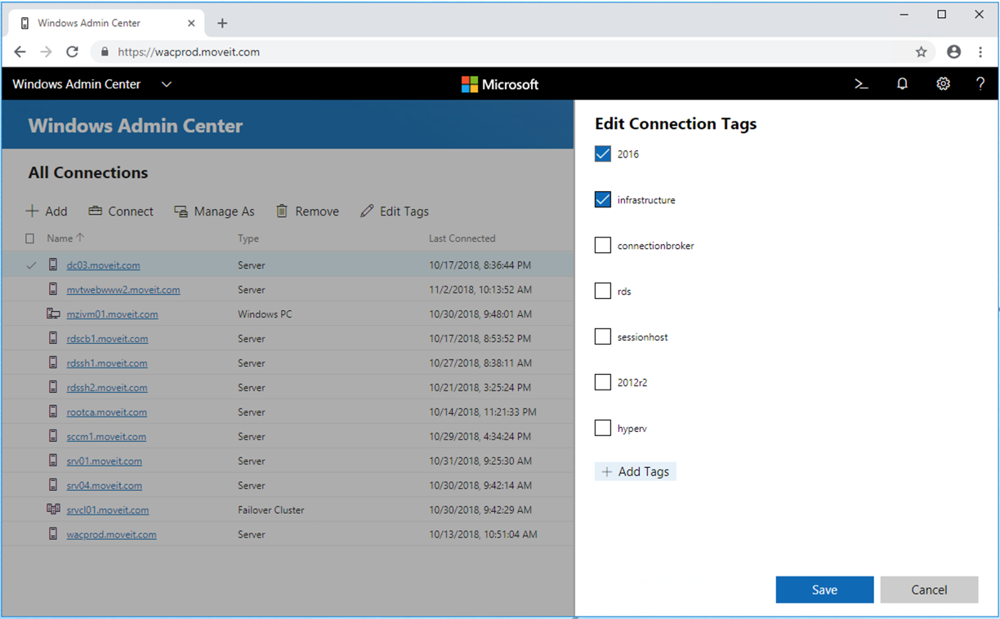 Windows Admin Center
https://wacprod.moveit.com
Windows Admin Center
Microsoft
Windows Admin Center
All Connections
Add Connect Manage As Remove Edit Tags
Name Type Last Connected
dc03.moveit.com Server 10/17/2018, 8:36:44 PM
mvtwebwww2.moveit.com Server 11/2/2018, 10:13:52 AM
mzivm01.moveit.com Windows PC 10/30/2018, 9:48:01 AM
rdscb1.moveit.com Server 10/17/2018, 8:53:52 PM
rdssh1.moveit.com Server 10/27/2018, 8:38:11 AM
rdssh2.moveit.com Server 10/21/2018, 3:25:24 PM
rootca.moveit.com Server 10/14/2018, 11:21:33 PM
sccm1.moveit.com Server 10/29/2018, 4:34:24 PM
srv01.moveit.com Server 10/31/2018, 9:25:30 AM
srv04.moveit.com Server 10/30/2018, 9:42:14 AM
srvcl01.moveit.com Failover Cluster 10/30/2018, 9:42:29 AM
wacprod.moveit.com Server 10/13/2018, 10:51:04 AM
Edit Connection Tags
2016
infrastructure
connectionbroker
rds
sessionhost
2012r2
hyperv
Add Tags
Save Cancel